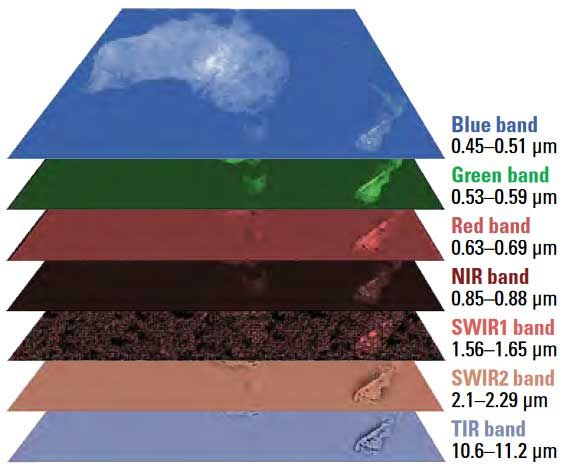 Blue band
0.45–0.51 μm
Green band
0.53–0.59 μm
Red band
0.63–0.69 μm
NIR band
0.85–0.88 μm
SWIR1 band
1.56–1.65 μm
SWIR2 band
2.1–2.29 μm
TIR band
10.6–11.2 μm